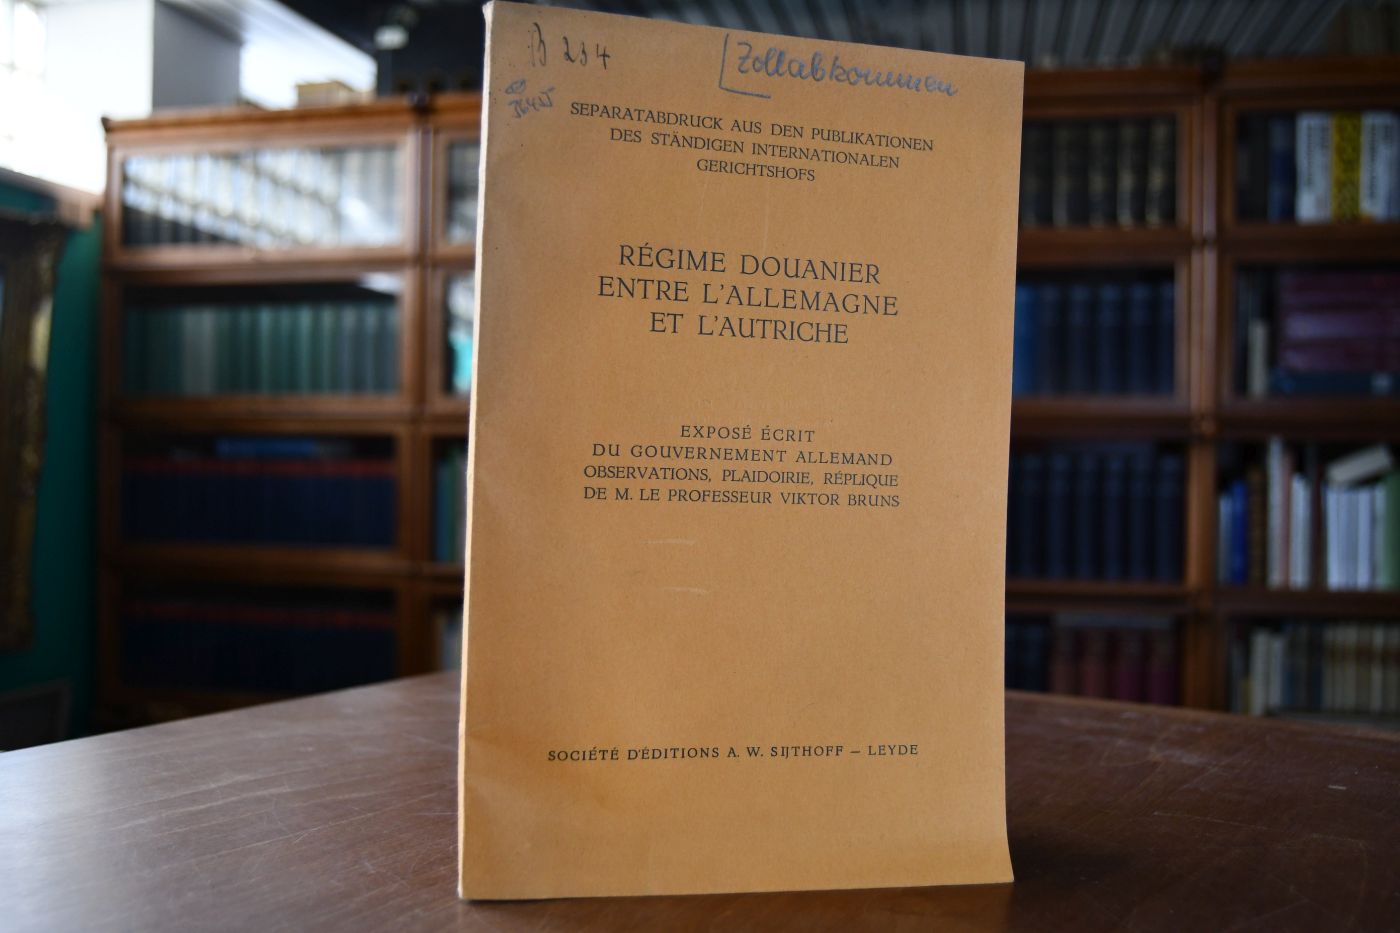 B 234
Zollabkommen
SEPARATABDRUCK AUS DEN PUBLIKATIONEN
DES STÄNDIGEN INTERNATIONALEN
GERICHTSHOFS
RÉGIME DOUANIER
ENTRE L'ALLEMAGNE
ET L'AUTRICHE
EXPOSÉ ÉCRIT
DU GOUVERNEMENT ALLEMAND
OBSERVATIONS, PLAIDOIRIE, RÉPLIQUE
DE M. LE PROFESSEUR VIKTOR BRUNS
SOCIÉTÉ D'ÉDITIONS A. W. SIJTHOFF — LEYDE